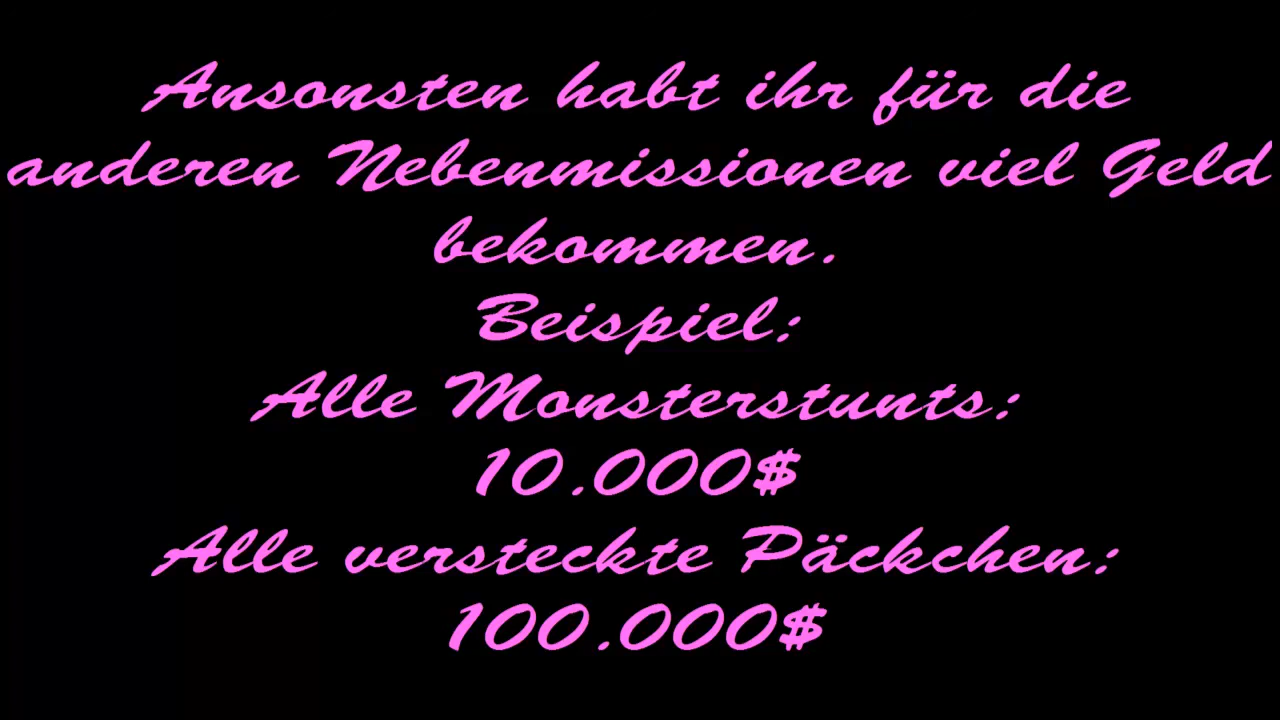 Ansonsten habt ihr für die
anderen Nebenmissionen viel Geld
bekommen.
Beispiel:
Alle Monsterstunts:
10.000$
Alle versteckte Päckchen:
100.000$